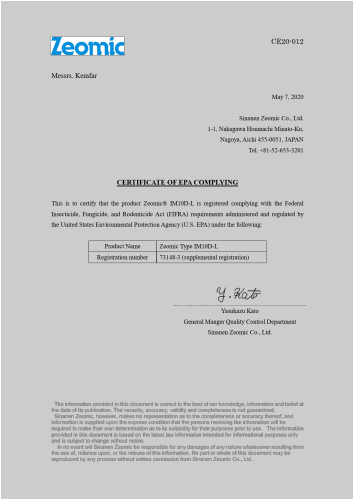 Zeomic
CE20-012
Messrs. Kemfar
May 7, 2020
Sinanen Zeomic Co., Ltd.
1-1, Nakagawa Honmachi Minato-Ku,
Nagoya, Aichi 455-0051, JAPAN
Tel. +81-52-653-3201
CERTIFICATE OF EPA COMPLYING
This is to certify that the product Zeomic® IM10D-L is registered complying with the Federal
Insecticide, Fungicide, and Rodenticide Act (FIFRA) requirements administered and regulated by
the United States Environmental Protection Agency (U.S. EPA) under the following:
Product Name Zeomic Type IM10D-L
Registration number 73148-3 (supplemental registration)
Y. Kato
Yasukazu Kato
General Manger Quality Control Department
Sinanen Zeomic Co., Ltd.
The information provided in this document is correct to the best of our knowledge, information and belief at
the date of its publication. The veracity, accuracy, validity and completeness is not guaranteed.
Sinanen Zeomic, however, makes no representation as to the completeness or accuracy thereof, and
information is supplied upon the express condition that the persons receiving the information will be
required to make their own determination as to its suitability for their purposes prior to use. The information
provided in this document is based on the latest law information intended for informational purposes only
and is subject to change without notice.
In no event will Sinanen Zeomic be responsible for any damages of any nature whatsoever resulting from
the use of, reliance upon, or the misuse of this information. No part or whole of this document may be
reproduced by any process without written permission from Sinanen Zeomic Co., Ltd.